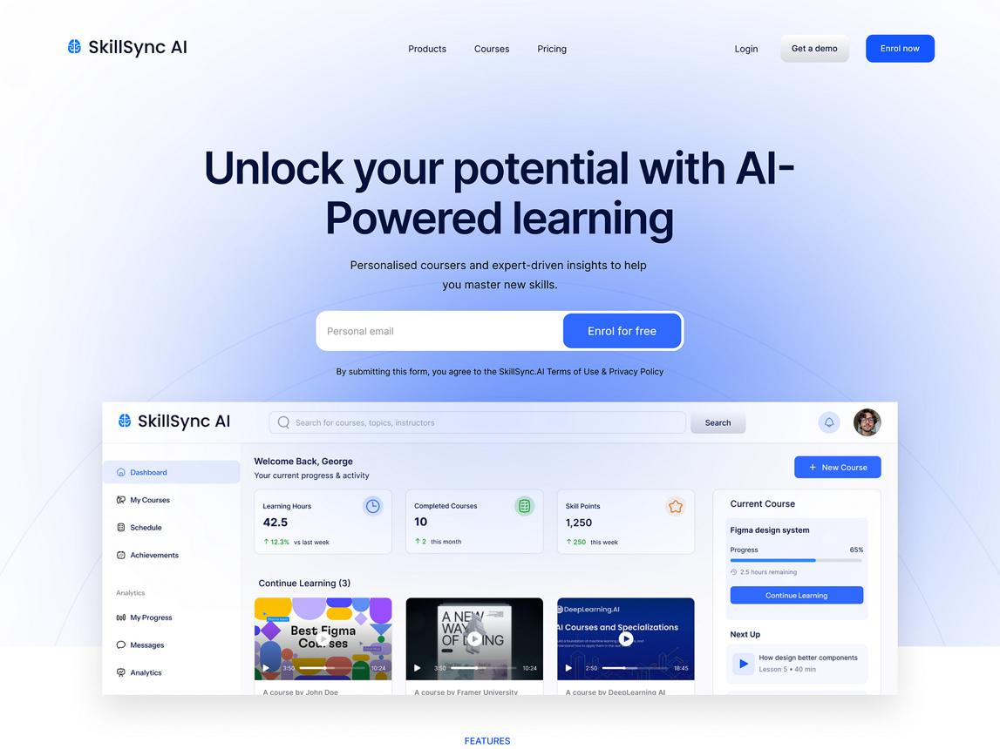 SkillSync AI
Products
Courses
Pricing
Login
Get a demo
Enrol now
Unlock your potential with AI-
Powered learning
Personalised coursers and expert-driven insights to help
you master new skills.
Personal email
Enrol for free
By submitting this form, you agree to the SkillSync.AI Terms of Use & Privacy Policy
SkillSync AI
Search for courses, topics, instructors
Search
Dashboard
My Courses
Schedule
Achievements
Analytics
My Progress
Messages
Analytics
Welcome Back, George
Your current progress & activity
New Course
Learning Hours
42.5
12.3% vs last week
Completed Courses
10
2 this month
Skill Points
1,250
250 this week
Continue Learning (3)
Best Figma
Courses
3:50
10:24
A course by John Doe
A NEW
WAY
OF
3:50
10:24
A course by Framer University
DeepLearning.AI
AI Courses and Specializations
2:50
18:45
A course by DeepLearning AI
Current Course
Figma design system
Progress
65%
2.5 hours remaining
Continue Learning
Next Up
How design better components
Lesson 5 • 40 min
FEATURES